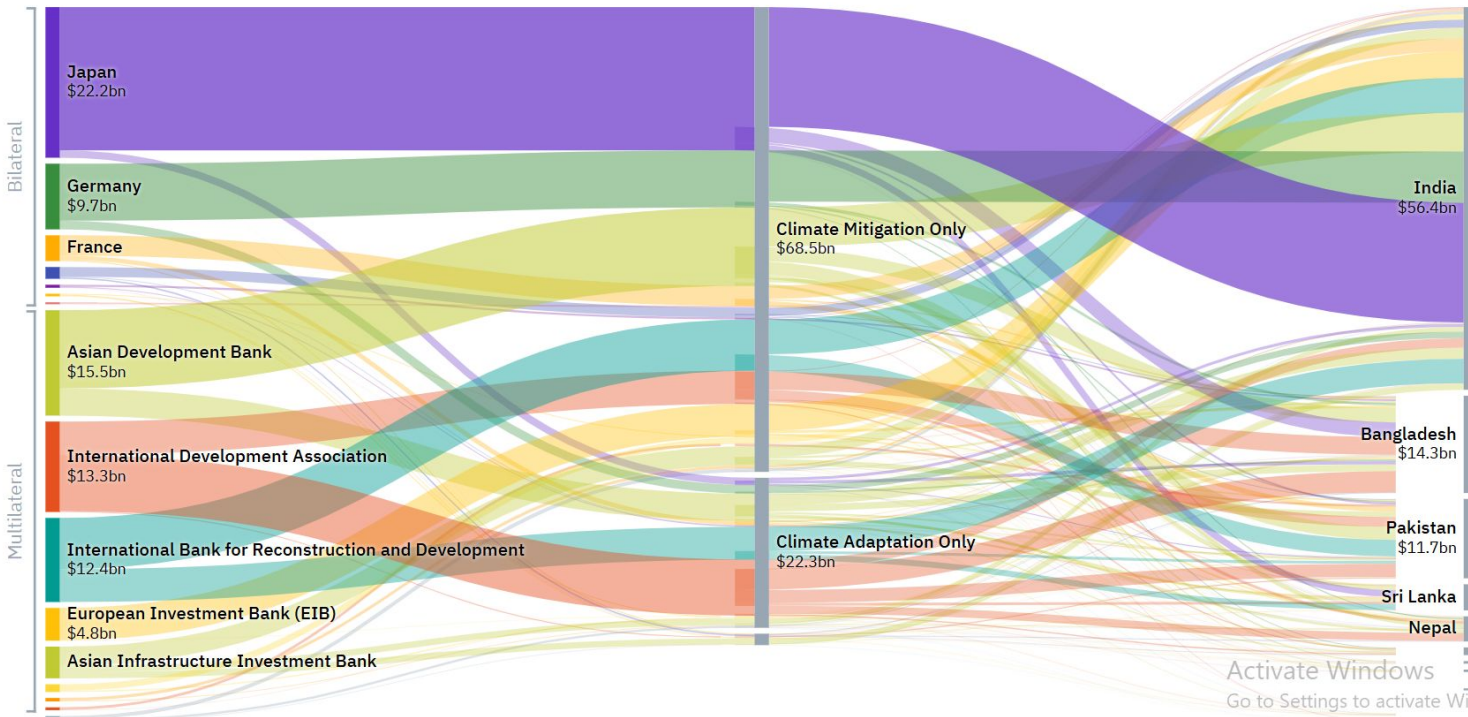 Bilateral
Japan
$22.2bn
Germany
$9.7bn
France
Multilateral
Asian Development Bank
$15.5bn
International Development Association
$13.3bn
International Bank for Reconstruction and Development
$12.4bn
European Investment Bank (EIB)
$4.8bn
Asian Infrastructure Investment Bank
Climate Mitigation Only
$68.5bn
Climate Adaptation Only
$22.3bn
India
$56.4bn
Bangladesh
$14.3bn
Pakistan
$11.7bn
Sri Lanka
Nepal
Activate Windows
Go to Settings to activate Wi